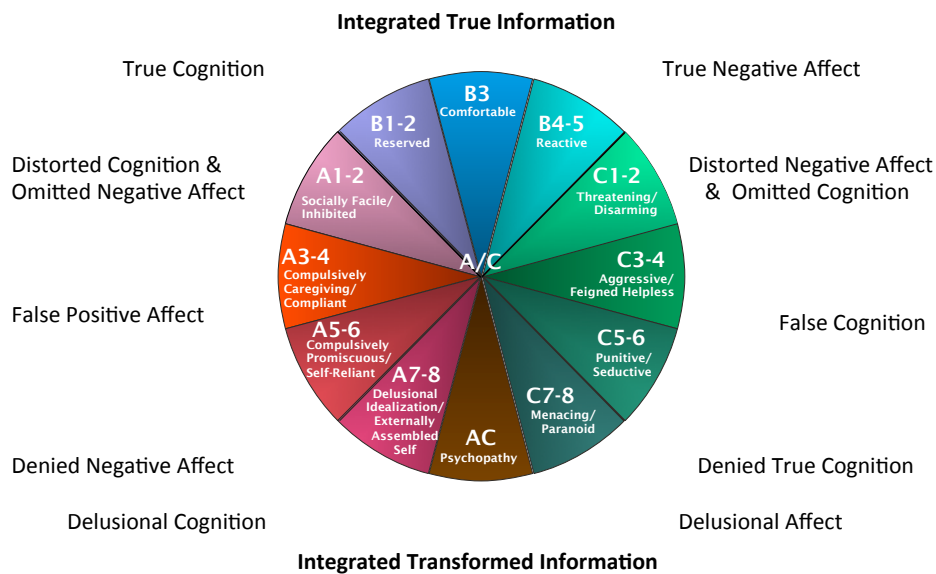 Integrated True Information
True Cognition
True Negative Affect
B3
Comfortable
B1-2
Reserved
B4-5
Reactive
Distorted Cognition &
Omitted Negative Affect
Distorted Negative Affect
& Omitted Cognition
A1-2
Socially Facile/
Inhibited
C1-2
Threatening/
Disarming
A/C
A3-4
Compulsively
Caregiving/
Compliant
C3-4
Aggressive/
Feigned Helpless
False Positive Affect
False Cognition
A5-6
Compulsively
Promiscuous/
Self-Reliant
C5-6
Punitive/
Seductive
A7-8
Delusional
Idealization/
Externally
Assembled
Self
C7-8
Menacing/
Paranoid
AC
Psychopathy
Denied Negative Affect
Denied True Cognition
Delusional Cognition
Delusional Affect
Integrated Transformed Information